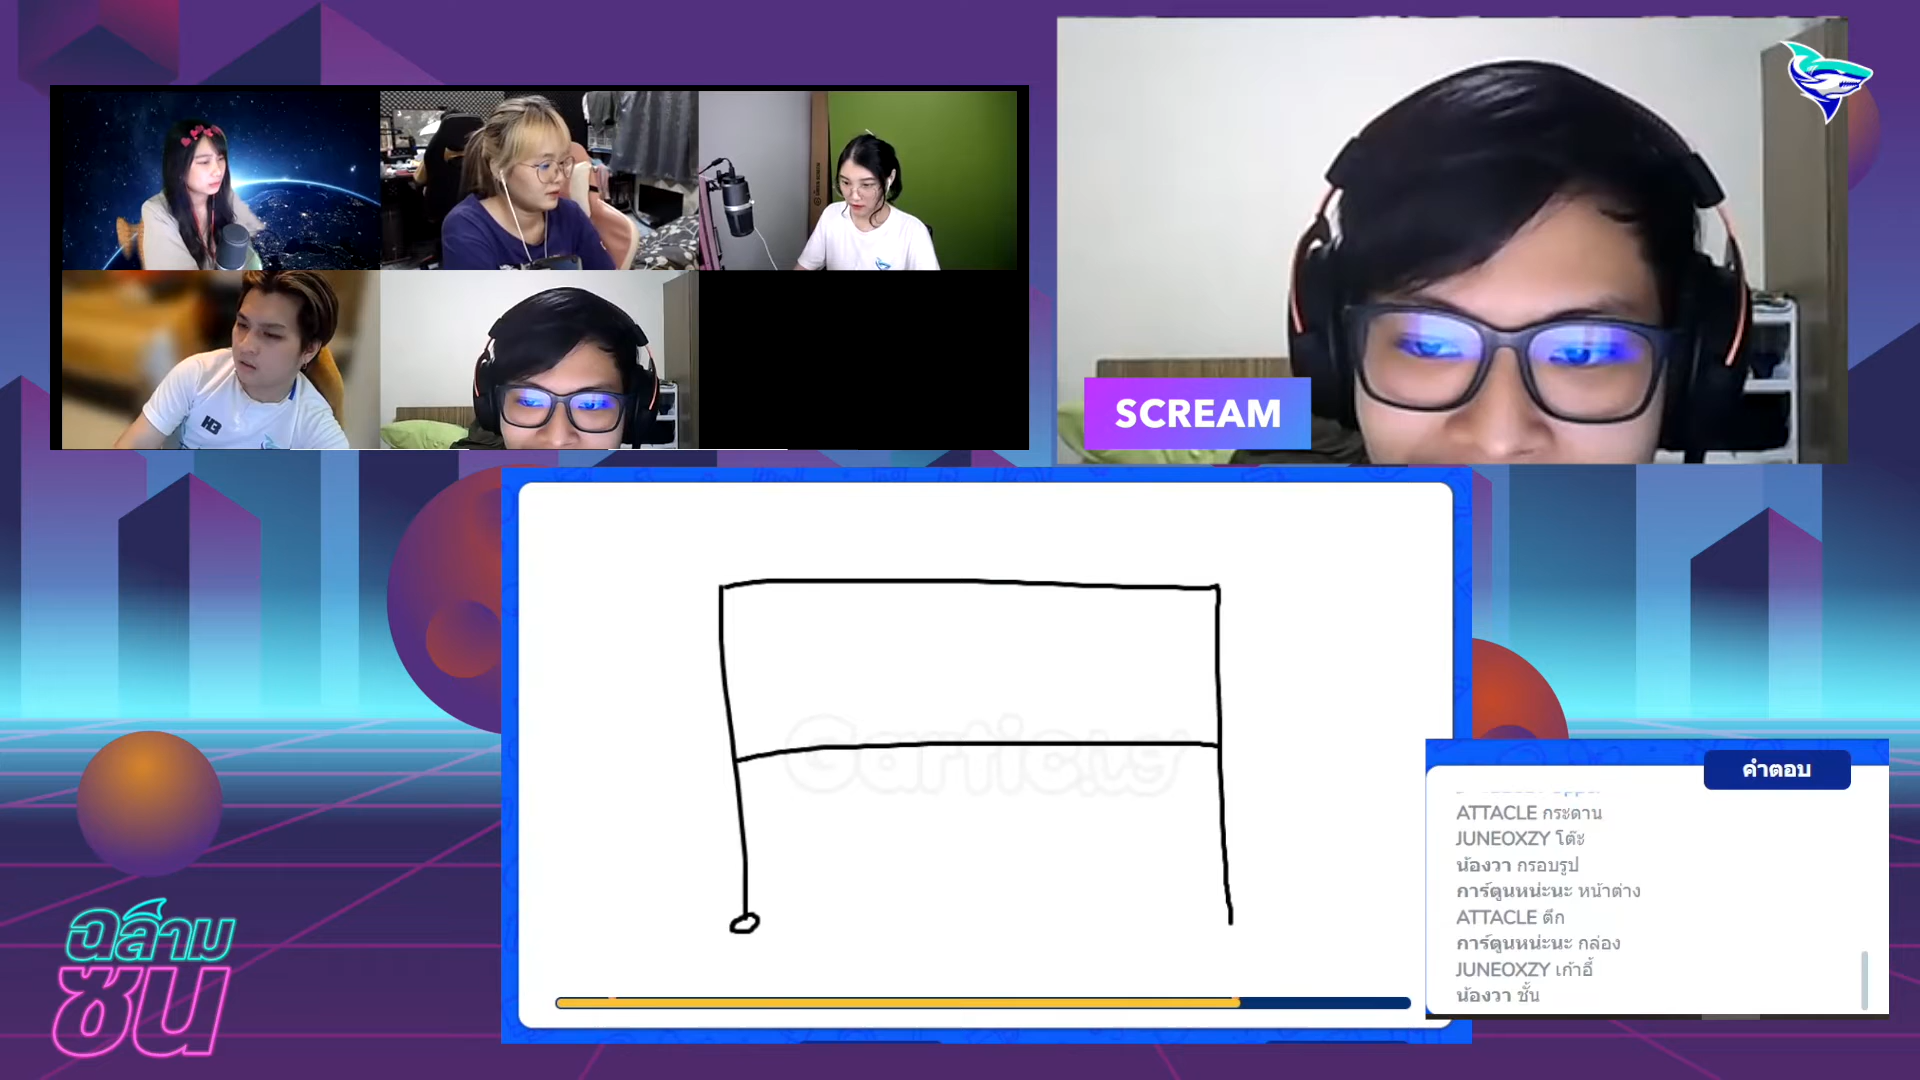 SCREAM
H3
Gartic
คำตอบ
ATTACLE กระดาน
JUNEOXZY โต๊ะ
น้องวา กรอบรูป
การ์ตูนหน่ะนะ หน้าต่าง
ATTACLE ตึก
การ์ตูนหน่ะนะ กล่อง
JUNEOXZY เก้าอี้
น้องวา ชั้น
ฉลาม
ชน